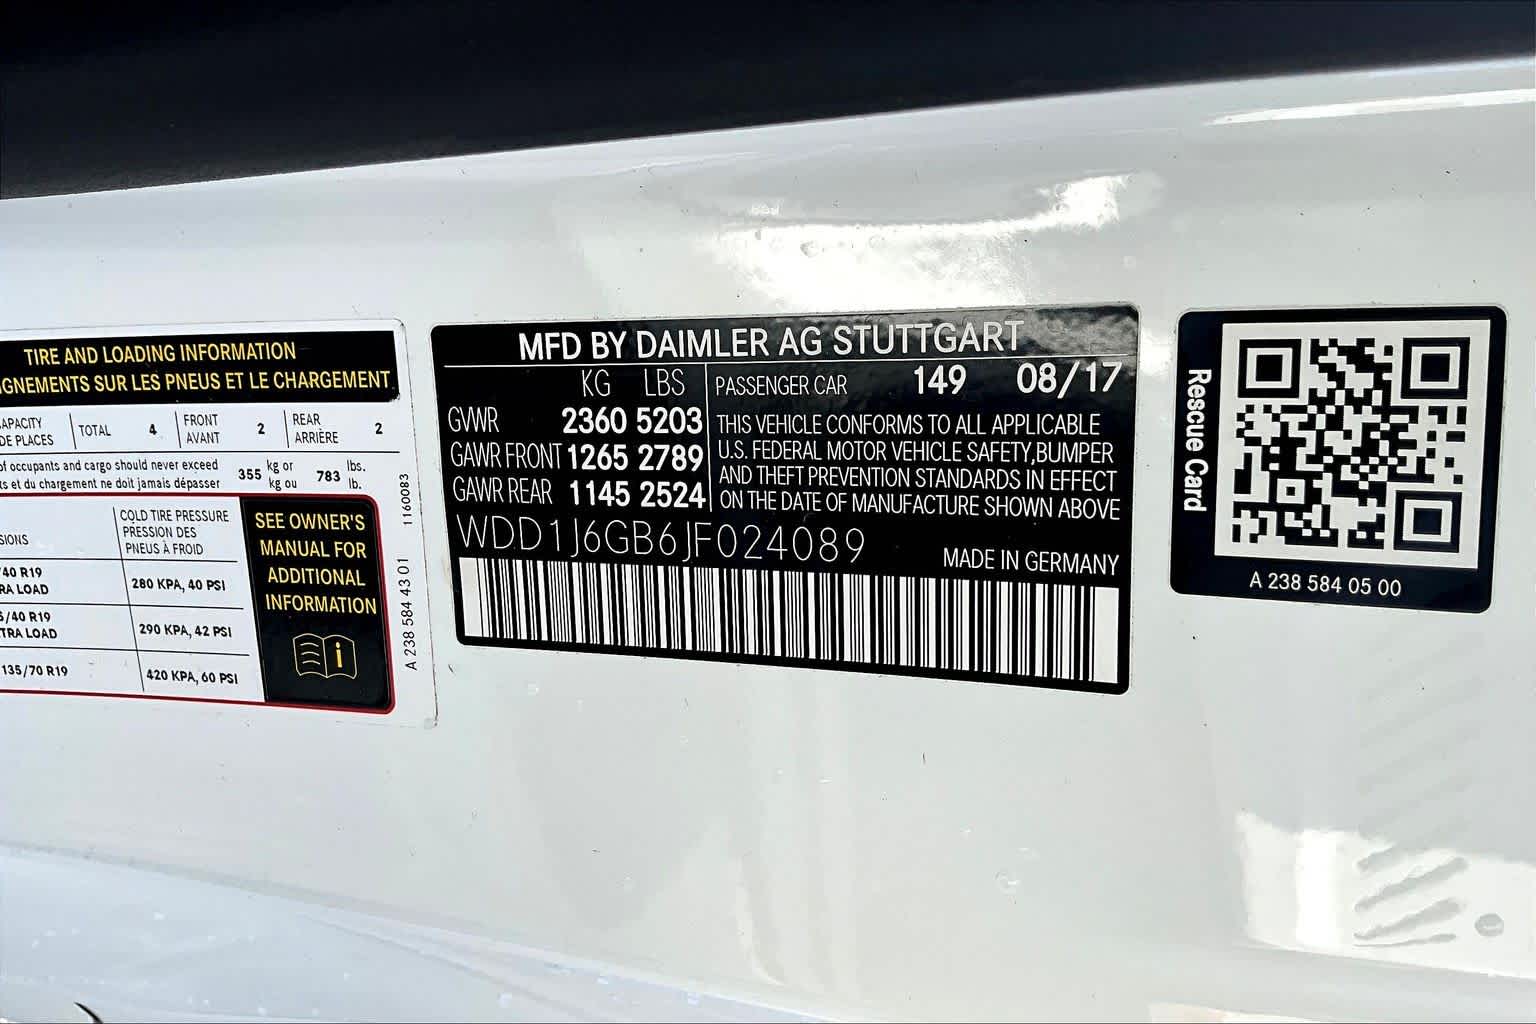 TIRE AND LOADING INFORMATION
IGNEMENTS SUR LES PNEUS ET LE CHARGEMENT
APACITY
DE PLACES
TOTAL 4
FRONT
AVANT
2
REAR
ARRIÈRE
2
of occupants and cargo should never exceed
ts et du chargement ne doit jamais dépasser
355 kg or
kg ou
783 lbs.
lb.
SIONS
COLD TIRE PRESSURE
PRESSION DES
PNEUS À FROID
/40 R19
RA LOAD
280 KPA, 40 PSI
5/40 R19
TRA LOAD
290 KPA, 42 PSI
135/70 R19
420 KPA, 60 PSI
SEE OWNER'S
MANUAL FOR
ADDITIONAL
INFORMATION
i
A 238 584 43 01 1160083
MFD BY DAIMLER AG STUTTGART
KG LBS
GVWR 2360 5203
GAWR FRONT 1265 2789
GAWR REAR 1145 2524
PASSENGER CAR 149 08/17
THIS VEHICLE CONFORMS TO ALL APPLICABLE
U.S. FEDERAL MOTOR VEHICLE SAFETY,BUMPER
AND THEFT PREVENTION STANDARDS IN EFFECT
ON THE DATE OF MANUFACTURE SHOWN ABOVE
WDD1J6GB6JF024089
MADE IN GERMANY
Rescue Card
A 238 584 05 00